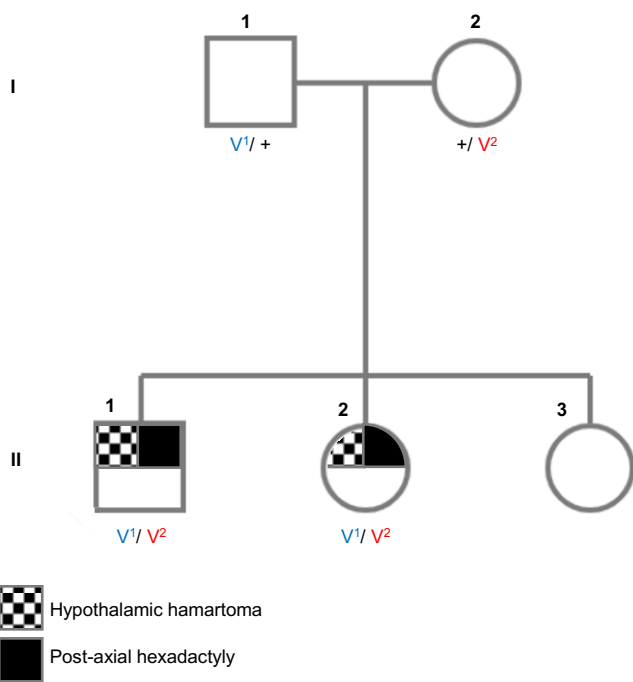 1 2
I
V¹/ + +/ V²
1 2 3
II
V¹/ V² V¹/ V²
Hypothalamic hamartoma
Post-axial hexadactyly